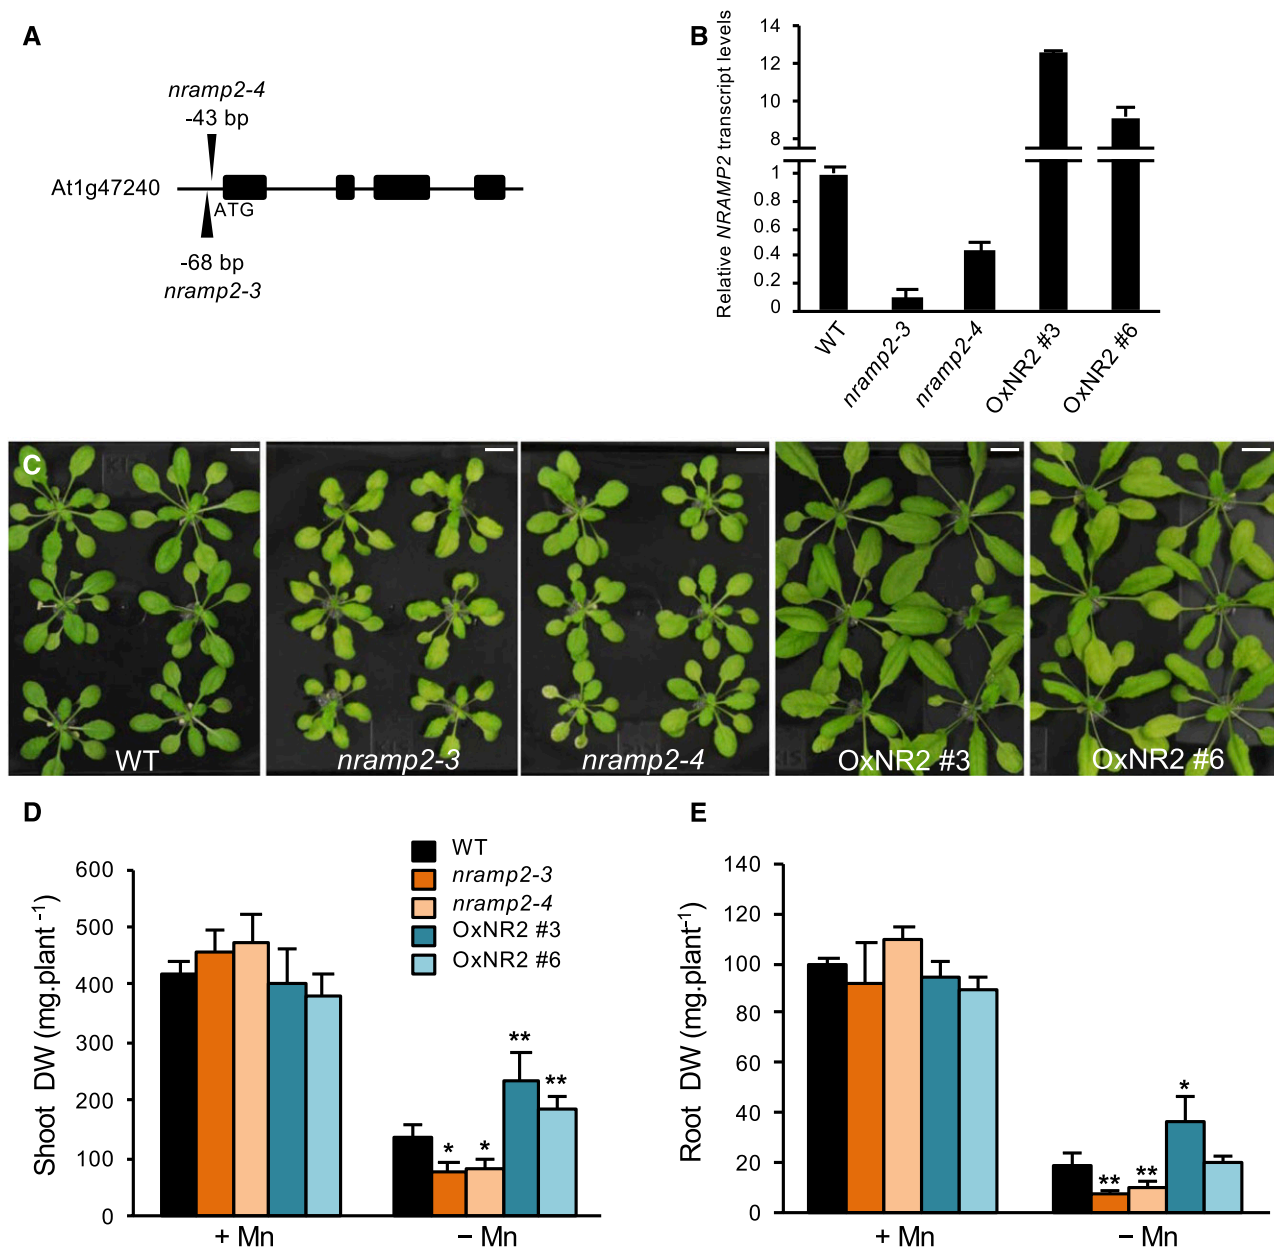 A
nramp2-4
-43 bp
At1g47240
ATG
-68 bp
nramp2-3
B
Relative NRAMP2 transcript levels
14
12
10
8
1
0.8
0.6
0.4
0.2
0
WT
nramp2-3
nramp2-4
OxNR2 #3
OxNR2 #6
C
WT
nramp2-3
nramp2-4
OxNR2 #3
OxNR2 #6
D
Shoot DW (mg.plant⁻¹)
600
500
400
300
200
100
0
WT
nramp2-3
nramp2-4
OxNR2 #3
OxNR2 #6
* * ** **
+ Mn
− Mn
E
Root DW (mg.plant⁻¹)
140
120
100
80
60
40
20
0
** ** *
+ Mn
− Mn